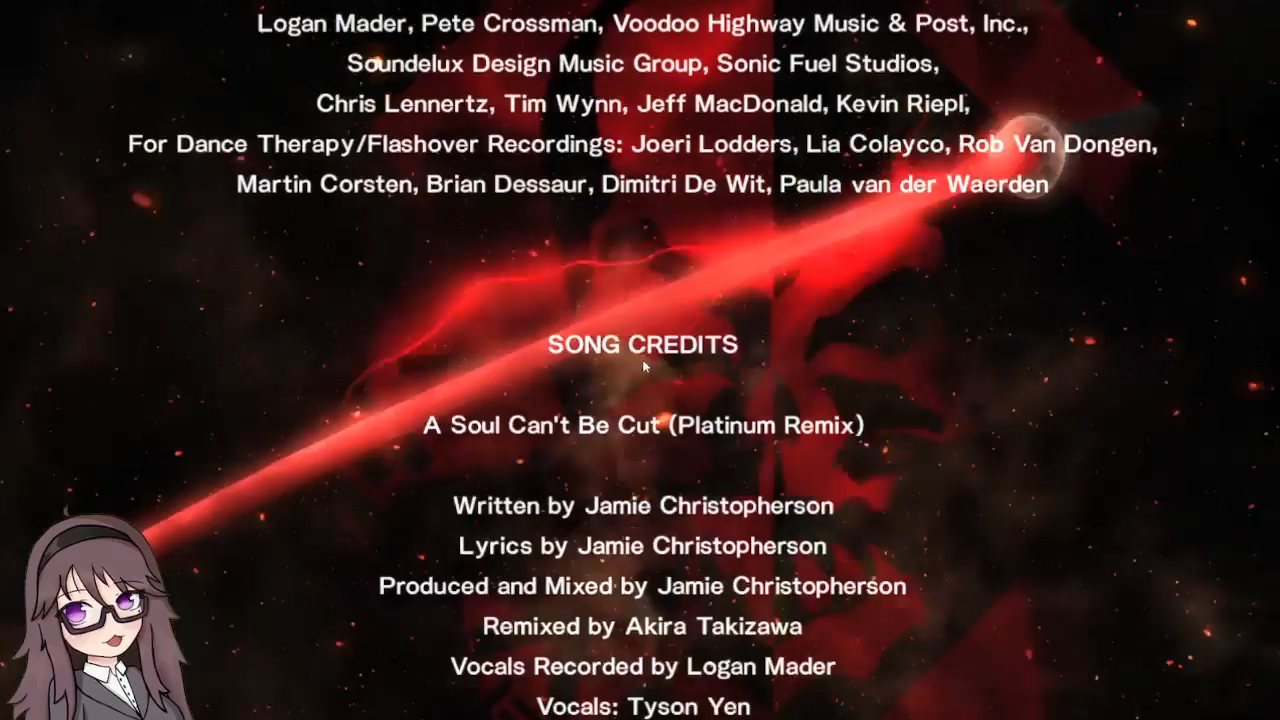 Logan Mader, Pete Crossman, Voodoo Highway Music & Post, Inc.,
Soundelux Design Music Group, Sonic Fuel Studios,
Chris Lennertz, Tim Wynn, Jeff MacDonald, Kevin Riepl,
For Dance Therapy/Flashover Recordings: Joeri Lodders, Lia Colayco, Rob Van Dongen,
Martin Corsten, Brian Dessaur, Dimitri De Wit, Paula van der Waerden
SONG CREDITS
A Soul Can't Be Cut (Platinum Remix)
Written by Jamie Christopherson
Lyrics by Jamie Christopherson
Produced and Mixed by Jamie Christopherson
Remixed by Akira Takizawa
Vocals Recorded by Logan Mader
Vocals: Tyson Yen